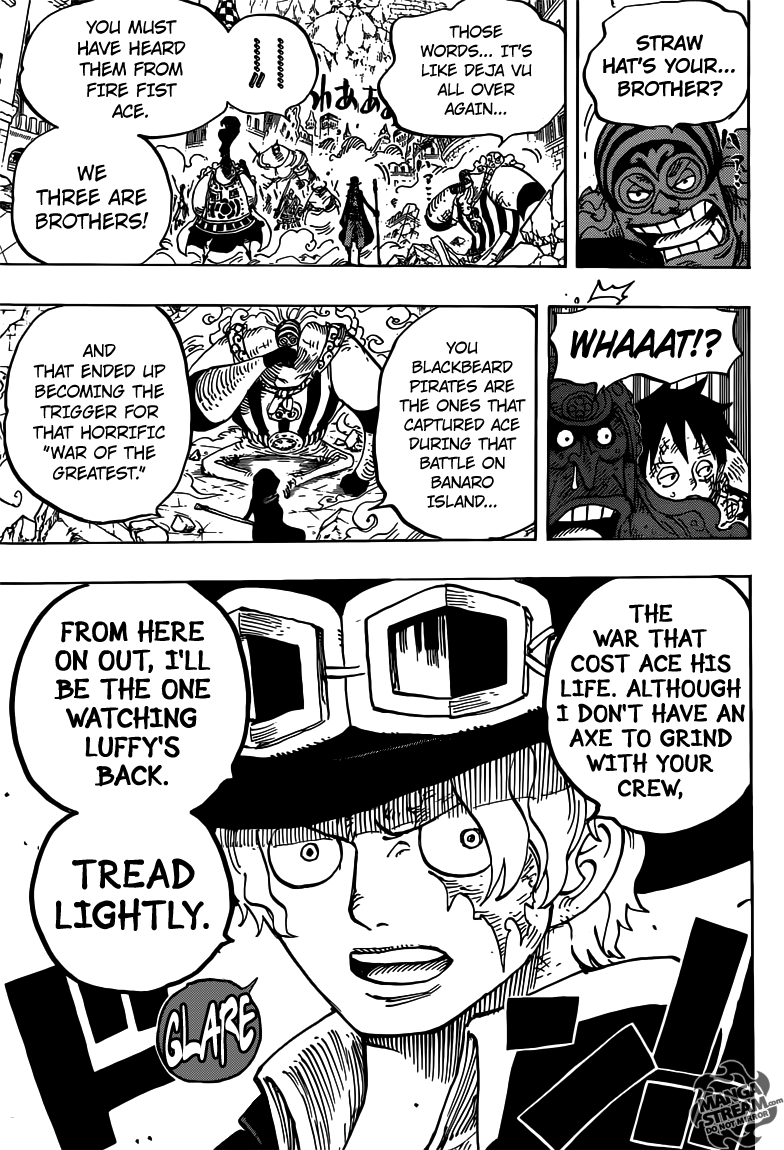 STRAW
HAT'S YOUR...
BROTHER?
THOSE
WORDS... IT'S
LIKE DEJA VU
ALL OVER
AGAIN...
!!
YOU MUST
HAVE HEARD
THEM FROM
FIRE FIST
ACE.
WE
THREE ARE
BROTHERS!
WHAAAT!?
YOU
BLACKBEARD
PIRATES ARE
THE ONES THAT
CAPTURED ACE
DURING THAT
BATTLE ON
BANARO
ISLAND...
AND
THAT ENDED UP
BECOMING THE
TRIGGER FOR
THAT HORRIFIC
"WAR OF THE
GREATEST."
THE
WAR THAT
COST ACE HIS
LIFE. ALTHOUGH
I DON'T HAVE AN
AXE TO GRIND
WITH YOUR
CREW,
FROM HERE
ON OUT, I'LL
BE THE ONE
WATCHING
LUFFY'S
BACK.
TREAD
LIGHTLY.
GLARE
MANGA
STREAM.com
DO NOT MIRROR